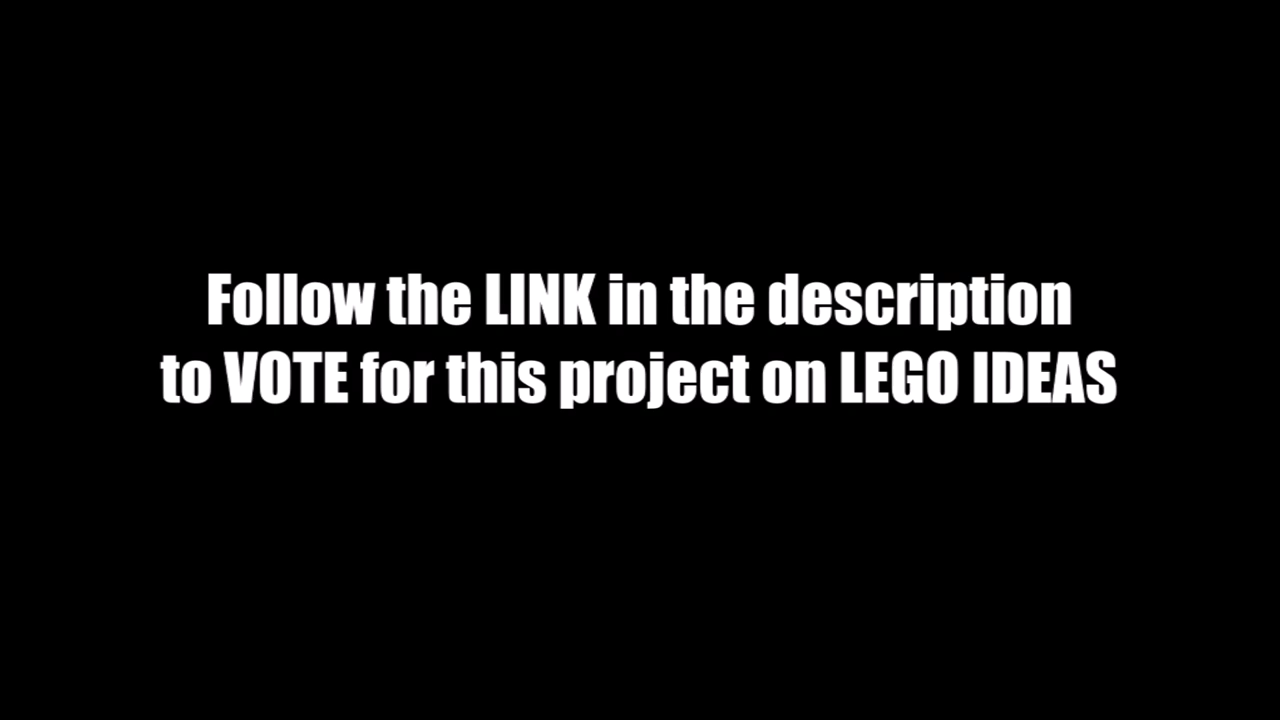 Follow the LINK in the description
to VOTE for this project on LEGO IDEAS